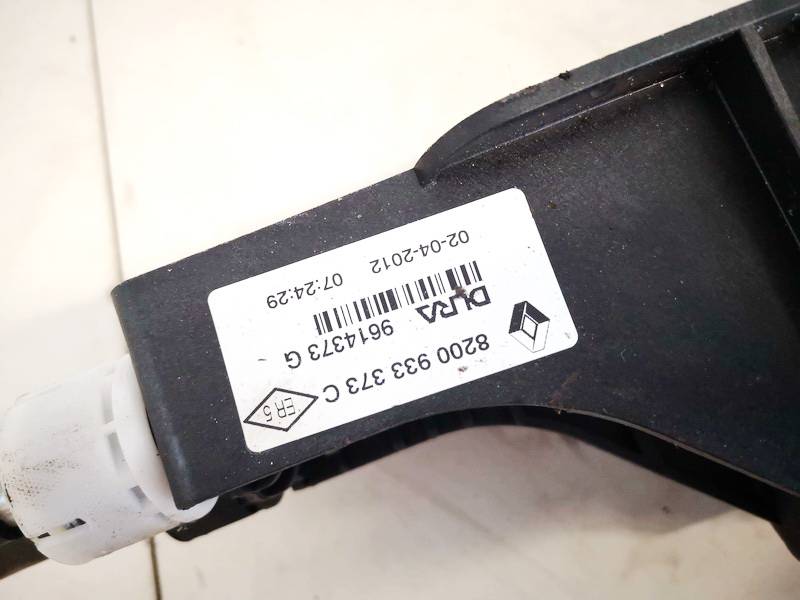 8200 933 373 C
ER 5
DURA 9614373 G
02-04-2012 07:24:29